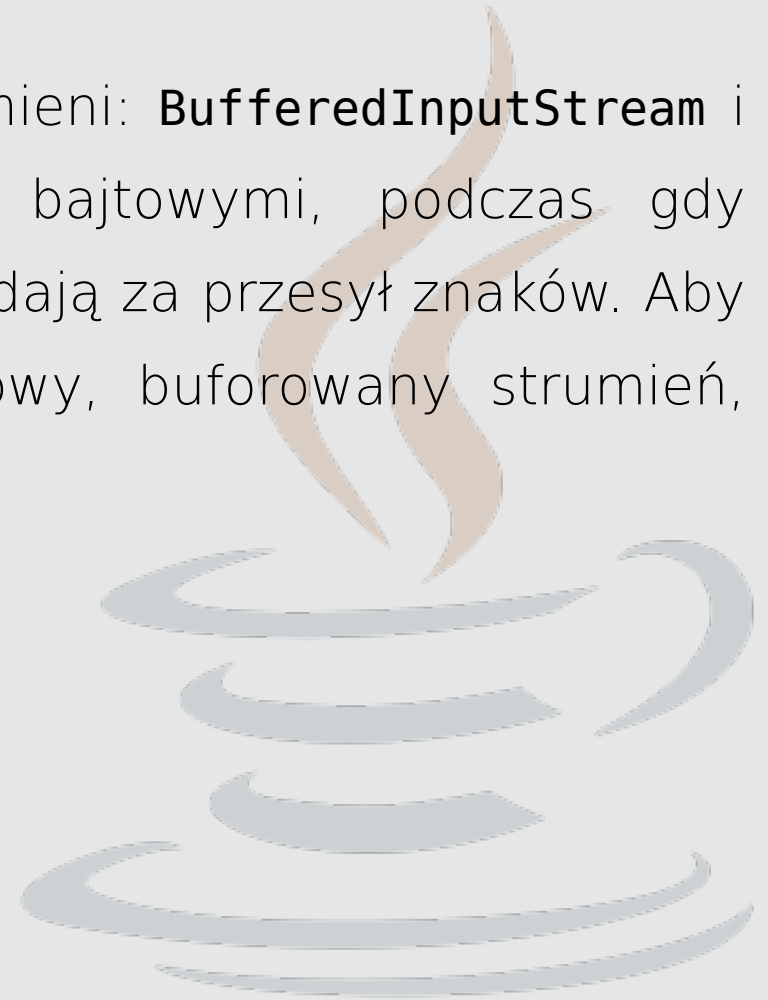 mieni: BufferedInputStream i
bajtowymi, podczas gdy
dają za przesył znaków. Aby
owy, buforowany strumień,